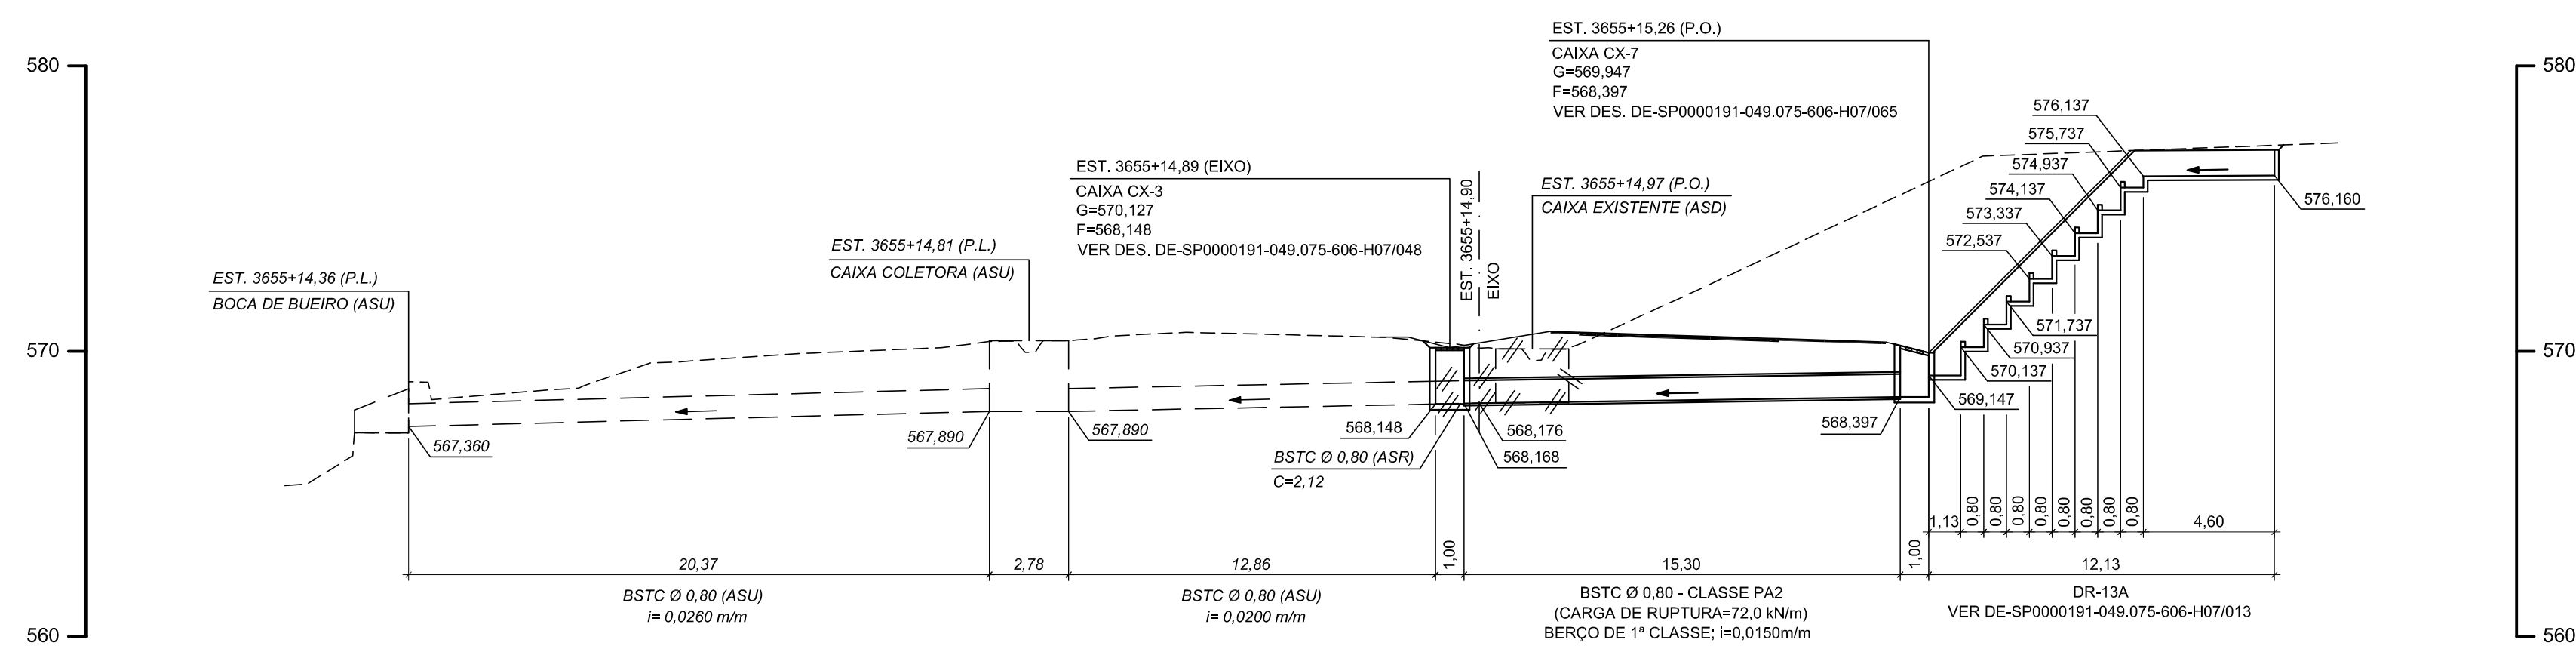 580
570
560
EST. 3655+14,36 (P.L.)
BOCA DE BUEIRO (ASU)
EST. 3655+14,81 (P.L.)
CAIXA COLETORA (ASU)
EST. 3655+14,89 (EIXO)
CAIXA CX-3
G=570,127
F=568,148
VER DES. DE-SP0000191-049.075-606-H07/048
EST. 3655+14,90
EIXO
EST. 3655+14,97 (P.O.)
CAIXA EXISTENTE (ASD)
EST. 3655+15,26 (P.O.)
CAIXA CX-7
G=569,947
F=568,397
VER DES. DE-SP0000191-049.075-606-H07/065
576,137
575,737
574,937
574,137
573,337
572,537
576,160
571,737
570,937
570,137
569,147
567,360
567,890
567,890
568,148
568,176
568,168
568,397
BSTC Ø 0,80 (ASR)
C=2,12
1,13
0,80
0,80
0,80
0,80
0,80
0,80
0,80
0,80
4,60
20,37
2,78
12,86
1,00
15,30
1,00
12,13
BSTC Ø 0,80 (ASU)
i= 0,0260 m/m
BSTC Ø 0,80 (ASU)
i= 0,0200 m/m
BSTC Ø 0,80 - CLASSE PA2
(CARGA DE RUPTURA=72,0 kN/m)
BERÇO DE 1ª CLASSE; i=0,0150m/m
DR-13A
VER DE-SP0000191-049.075-606-H07/013
580
570
560